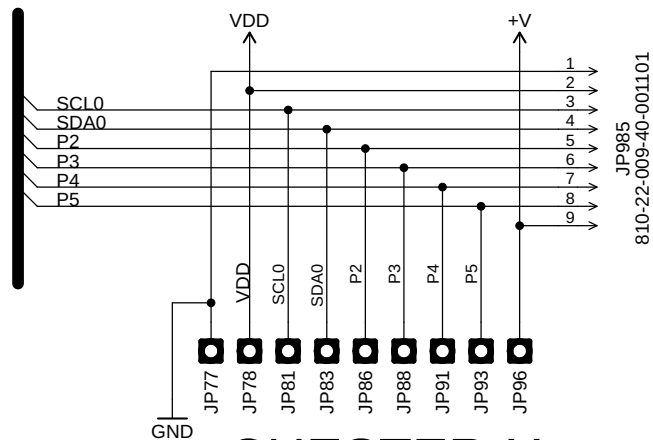 VDD
+V
1
2
SCL0
3
SDA0
4
P2
5
P3
6
P4
7
P5
8
9
JP985
810-22-009-40-001101
VDD
SCL0
SDA0
P2
P3
P4
P5
JP77
JP78
JP81
JP83
JP86
JP88
JP91
JP93
JP96
GND